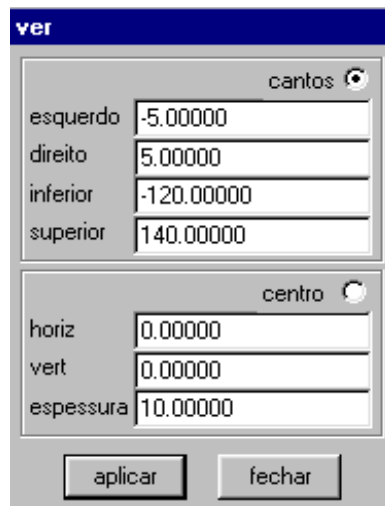 ver
cantos
esquerdo -5.00000
direito 5.00000
inferior -120.00000
superior 140.00000
centro
horiz 0.00000
vert 0.00000
espessura 10.00000
aplicar fechar